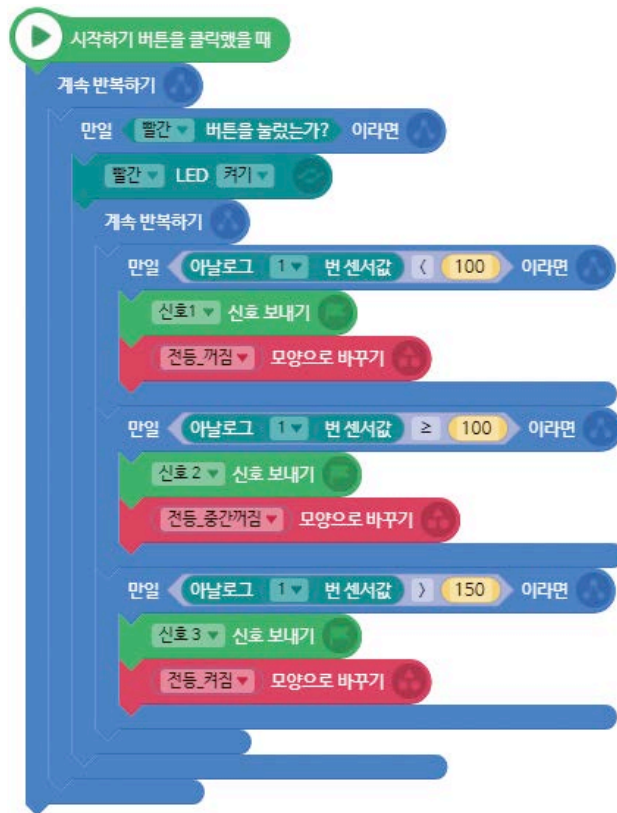 시작하기 버튼을 클릭했을 때
계속 반복하기
만일 빨간 버튼을 눌렀는가? 이라면
빨간 LED 켜기
계속 반복하기
만일 아날로그 1 번 센서값 < 100 이라면
신호1 신호 보내기
전등_꺼짐 모양으로 바꾸기
만일 아날로그 1 번 센서값 ≥ 100 이라면
신호 2 신호 보내기
전등_중간꺼짐 모양으로 바꾸기
만일 아날로그 1 번 센서값 > 150 이라면
신호 3 신호 보내기
전등_켜짐 모양으로 바꾸기